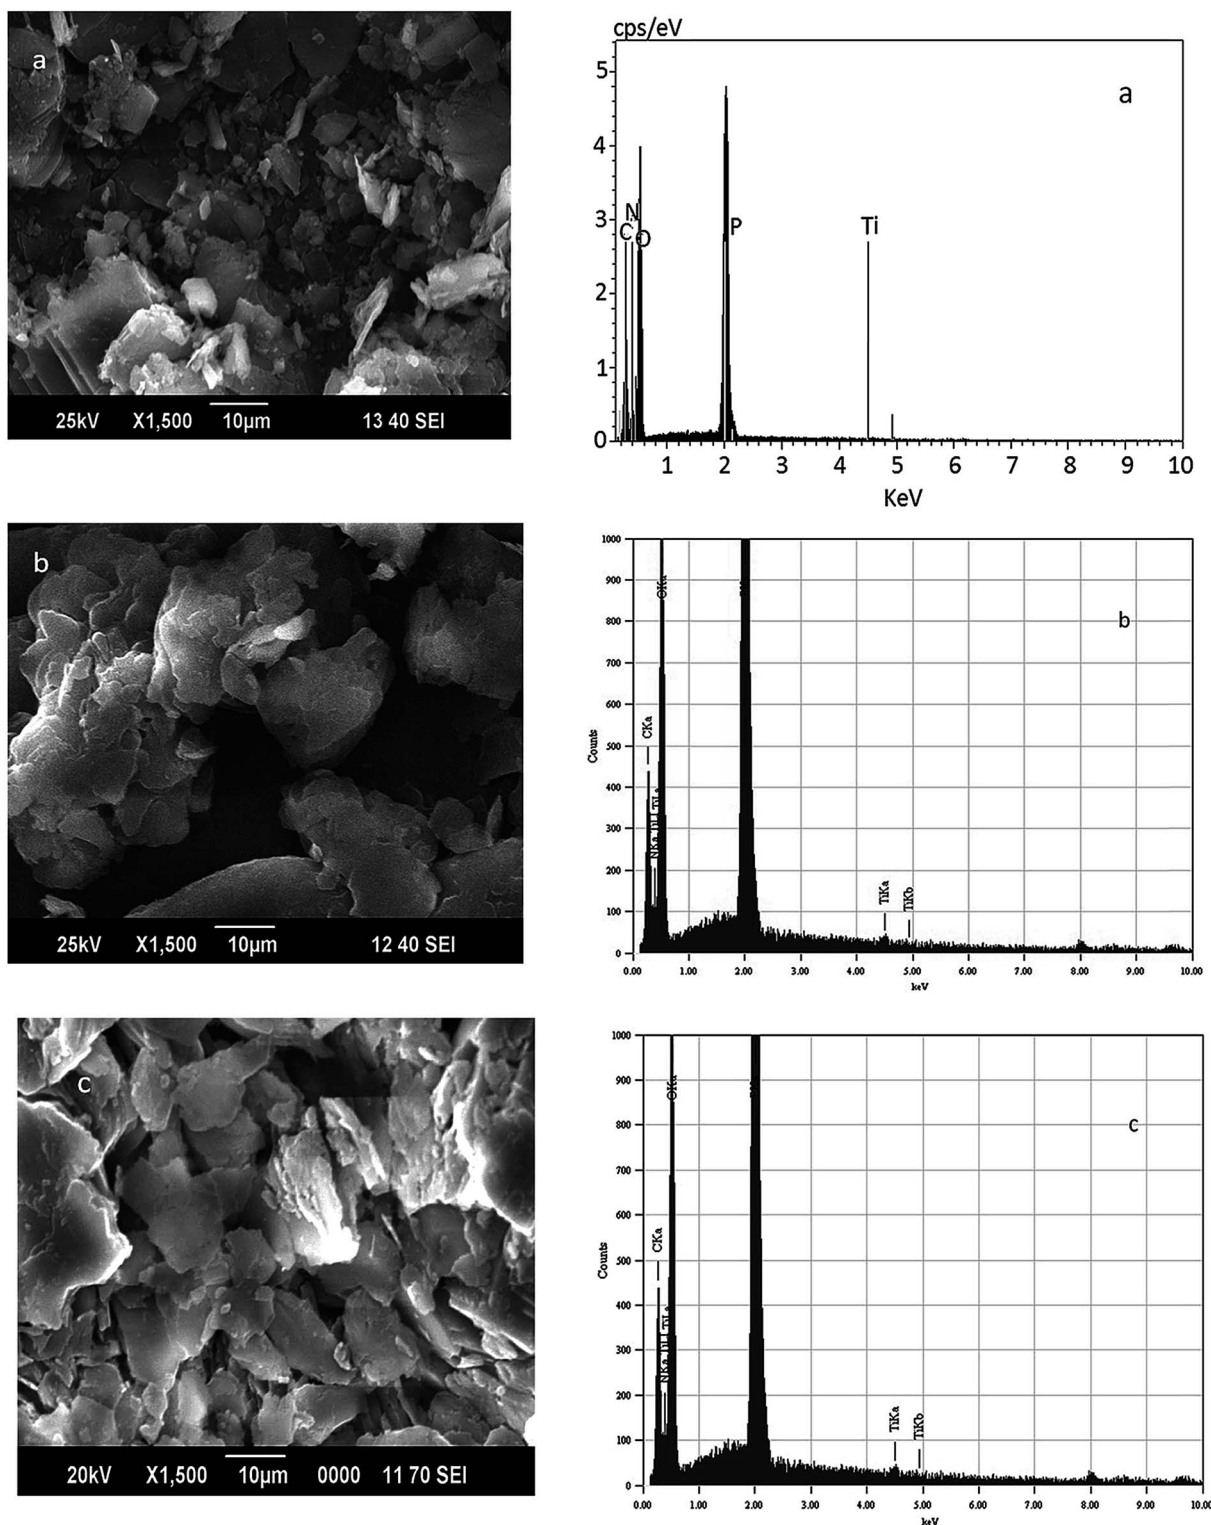 a
25kV X1,500 10μm 13 40 SEI
cps/eV
a
5
4
3
2
1
0
N
C
O
P
Ti
1 2 3 4 5 6 7 8 9 10
KeV
b
25kV X1,500 10μm 12 40 SEI
b
1000
900
800
700
600
500
400
300
200
100
0
Counts
CKa
OKa
NKa
TiKa
TiKb
0.00 1.00 2.00 3.00 4.00 5.00 6.00 7.00 8.00 9.00 10.00
keV
c
20kV X1,500 10μm 0000 11 70 SEI
c
1000
900
800
700
600
500
400
300
200
100
0
Counts
CKa
OKa
NKa
TiKa
TiKb
0.00 1.00 2.00 3.00 4.00 5.00 6.00 7.00 8.00 9.00 10.00
keV